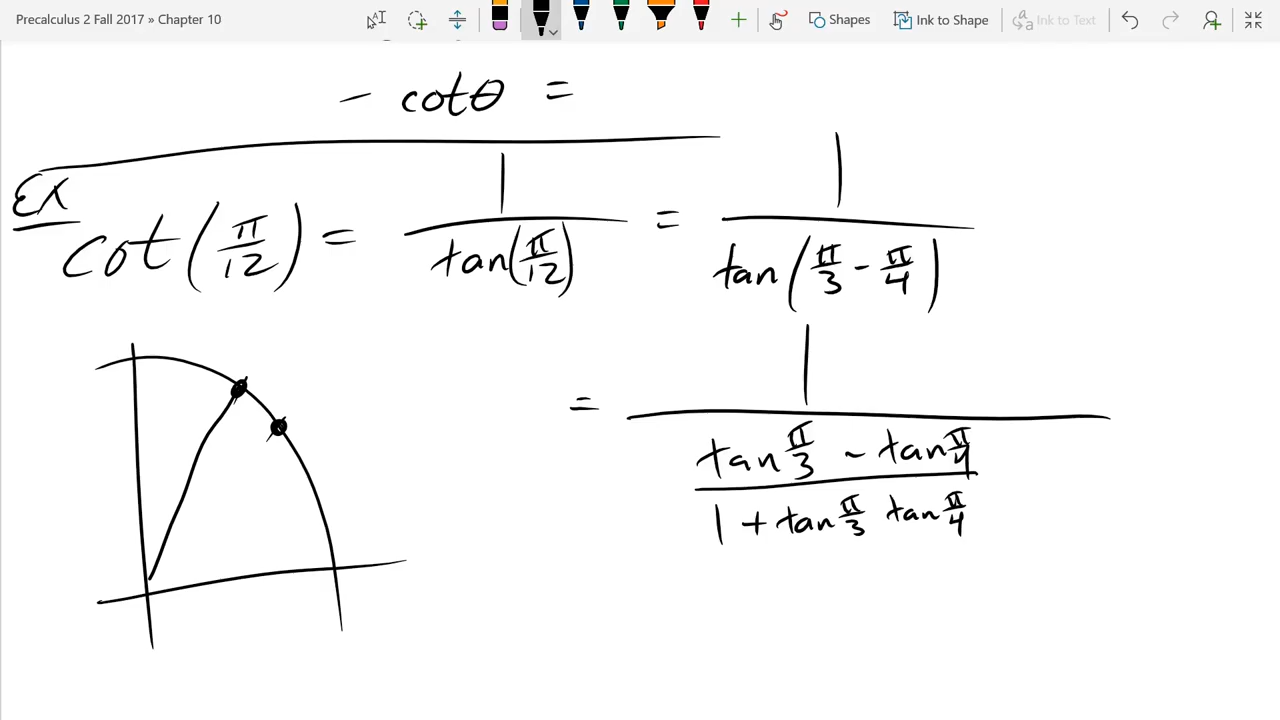 Precalculus 2 Fall 2017 » Chapter 10
Shapes
Ink to Shape
Ink to Text
- cotθ =
EX
cot(π/12) = 1/tan(π/12) = 1/tan(π/3 - π/4)
= 1/((tan π/3 - tan π/4)/(1 + tan π/3 tan π/4))